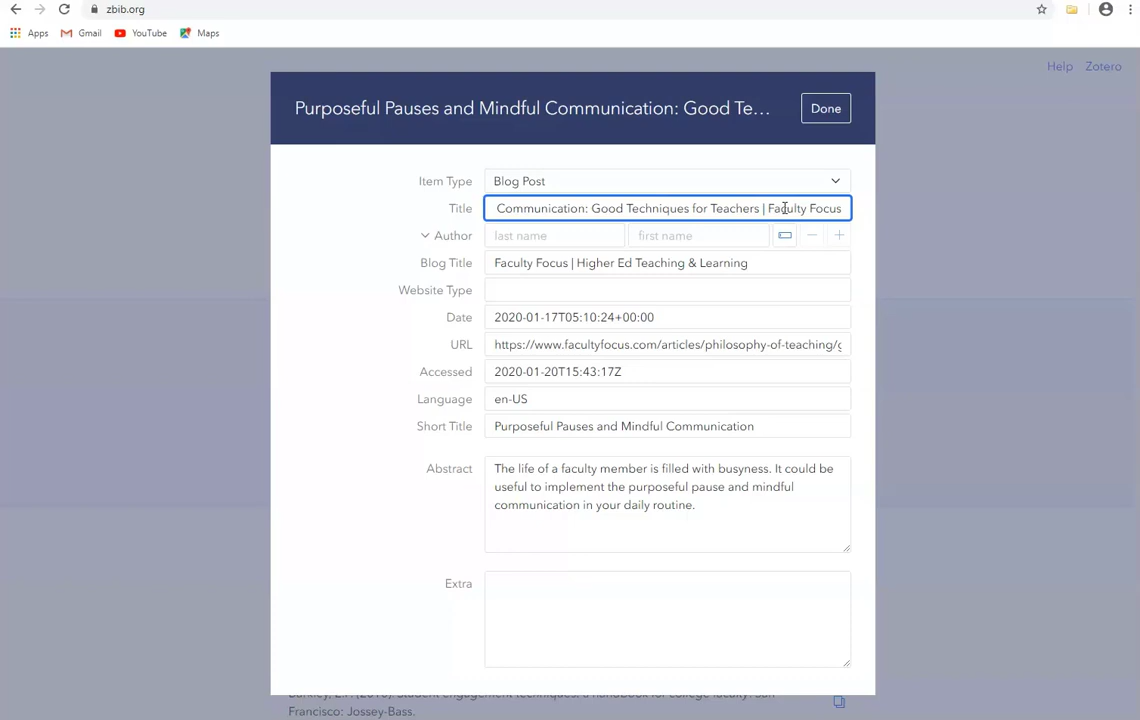 zbib.org
Apps Gmail YouTube Maps
Help Zotero
Purposeful Pauses and Mindful Communication: Good Te... Done
Item Type Blog Post
Title Communication: Good Techniques for Teachers | Faculty Focus
Author last name first name
Blog Title Faculty Focus | Higher Ed Teaching & Learning
Website Type
Date 2020-01-17T05:10:24+00:00
URL https://www.facultyfocus.com/articles/philosophy-of-teaching/g
Accessed 2020-01-20T15:43:17Z
Language en-US
Short Title Purposeful Pauses and Mindful Communication
Abstract The life of a faculty member is filled with busyness. It could be
useful to implement the purposeful pause and mindful
communication in your daily routine.
Extra
Francisco: Jossey-Bass.